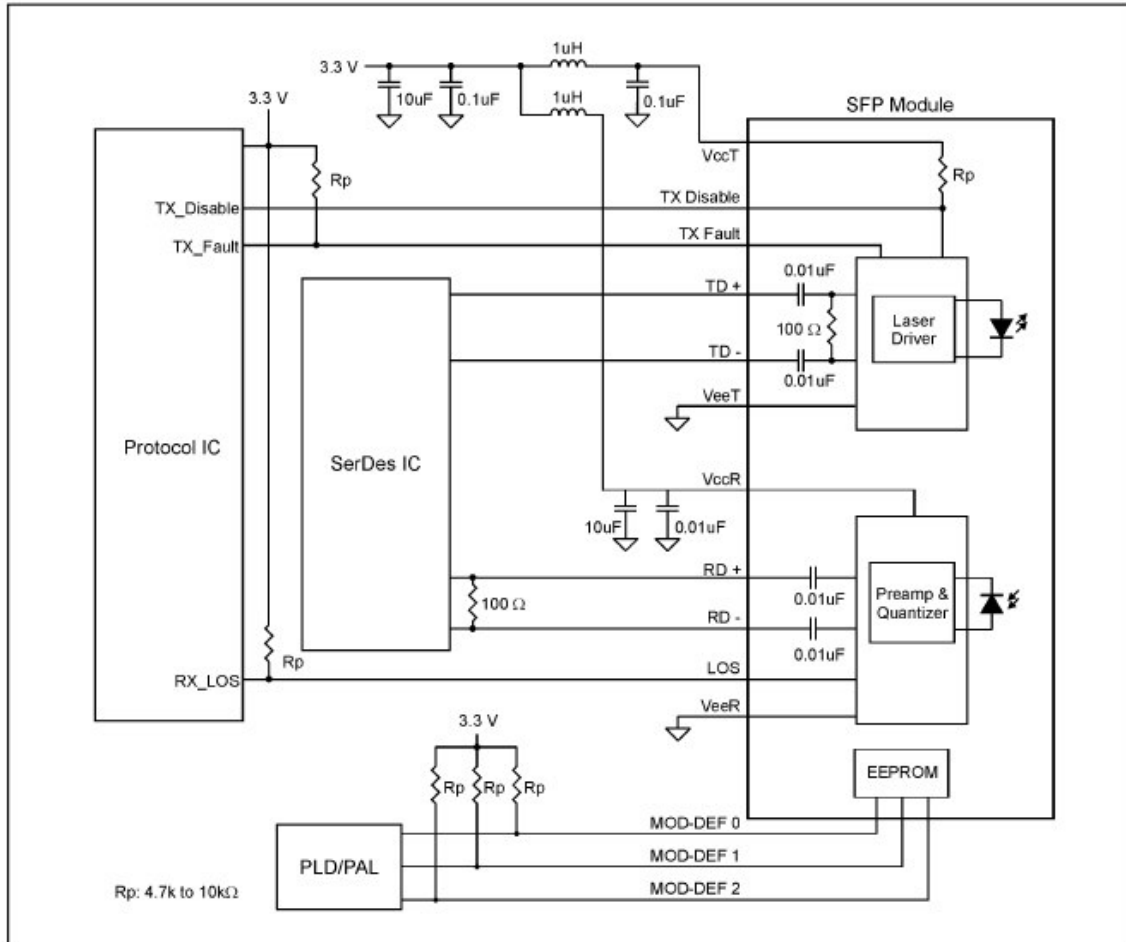 1uH
3.3 V
10uF
0.1uF
1uH
0.1uF
SFP Module
3.3 V
Rp
VccT
Rp
TX_Disable
TX Disable
TX_Fault
TX Fault
0.01uF
TD +
100 Ω
Laser
Driver
TD -
0.01uF
VeeT
Protocol IC
SerDes IC
VccR
10uF
0.01uF
RD +
0.01uF
100 Ω
Preamp &
Quantizer
RD -
0.01uF
Rp
RX_LOS
LOS
VeeR
3.3 V
Rp
Rp
Rp
EEPROM
MOD-DEF 0
PLD/PAL
MOD-DEF 1
MOD-DEF 2
Rp: 4.7k to 10kΩ